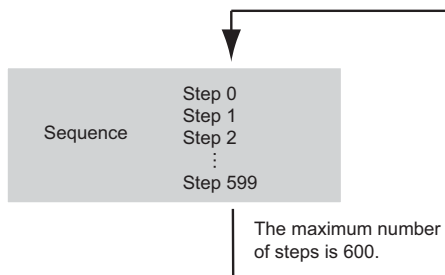 Sequence
Step 0
Step 1
Step 2
⋮
Step 599
The maximum number
of steps is 600.